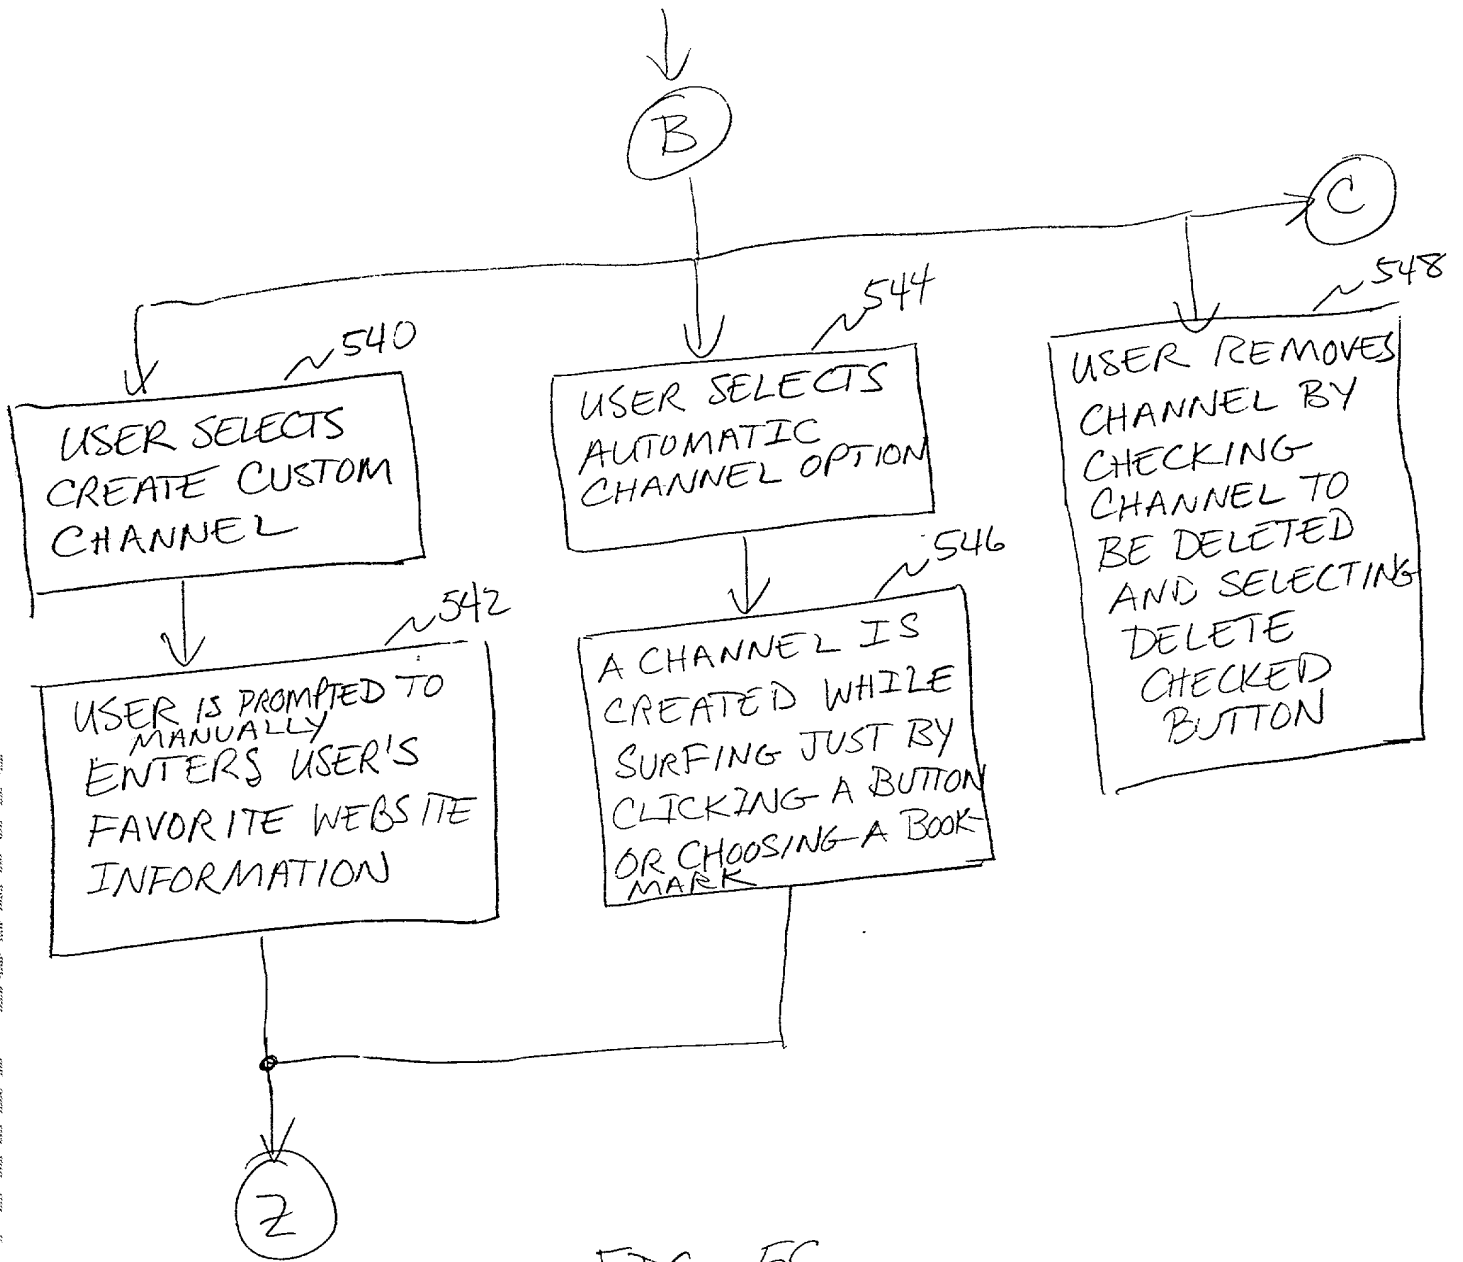 B
C
540
USER SELECTS
CREATE CUSTOM
CHANNEL
542
USER IS PROMPTED TO
MANUALLY
ENTERS USER'S
FAVORITE WEBSITE
INFORMATION
544
USER SELECTS
AUTOMATIC
CHANNEL OPTION
546
A CHANNEL IS
CREATED WHILE
SURFING JUST BY
CLICKING A BUTTON
OR CHOOSING A BOOK-
MARK
548
USER REMOVES
CHANNEL BY
CHECKING
CHANNEL TO
BE DELETED
AND SELECTING
DELETE
CHECKED
BUTTON
Z